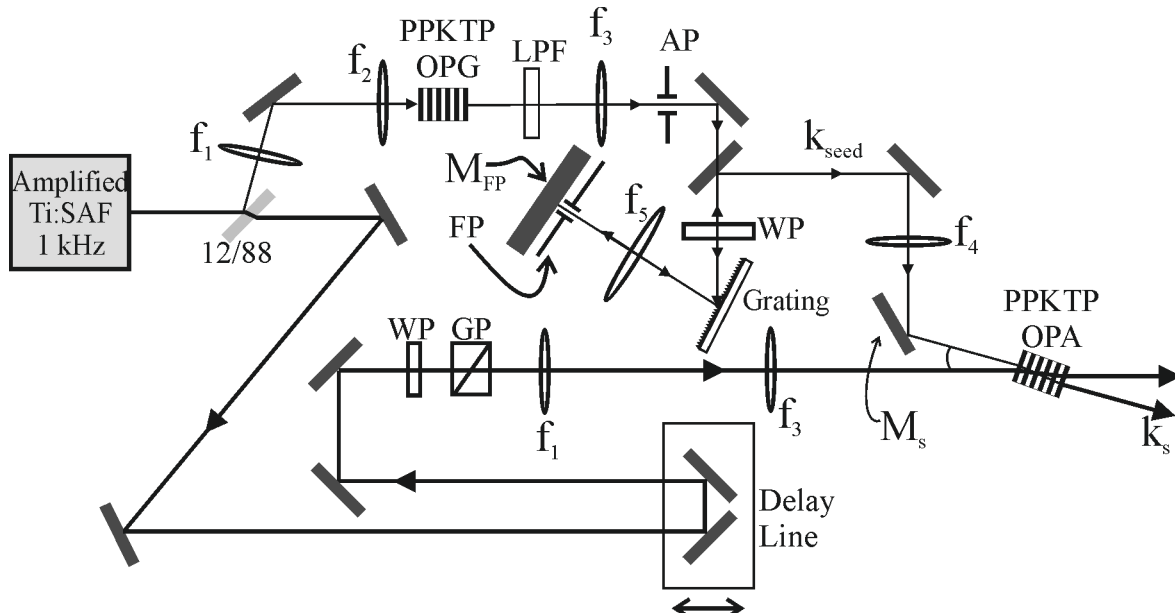 PPKTP
OPG
LPF
f3
AP
f2
f1
kseed
Amplified
Ti:SAF
1 kHz
12/88
MFP
FP
f5
WP
f4
Grating
PPKTP
OPA
WP
GP
f1
f3
Ms
ks
Delay
Line